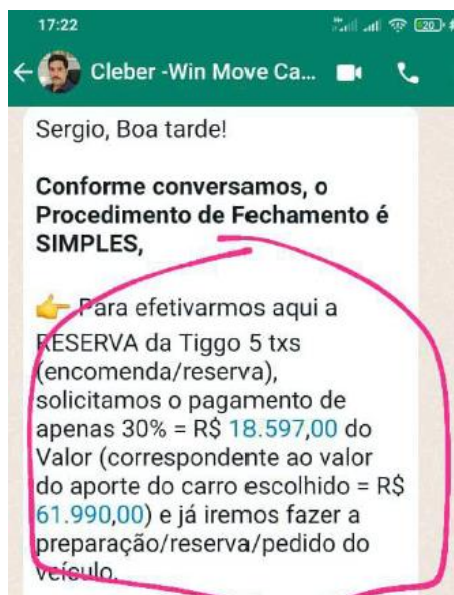 17:22
20
Cleber -Win Move Ca...
Sergio, Boa tarde!
Conforme conversamos, o
Procedimento de Fechamento é
SIMPLES,
👉 Para efetivarmos aqui a
RESERVA da Tiggo 5 txs
(encomenda/reserva),
solicitamos o pagamento de
apenas 30% = R$ 18.597,00 do
Valor (correspondente ao valor
do aporte do carro escolhido = R$
61.990,00) e já iremos fazer a
preparação/reserva/pedido do
veículo.